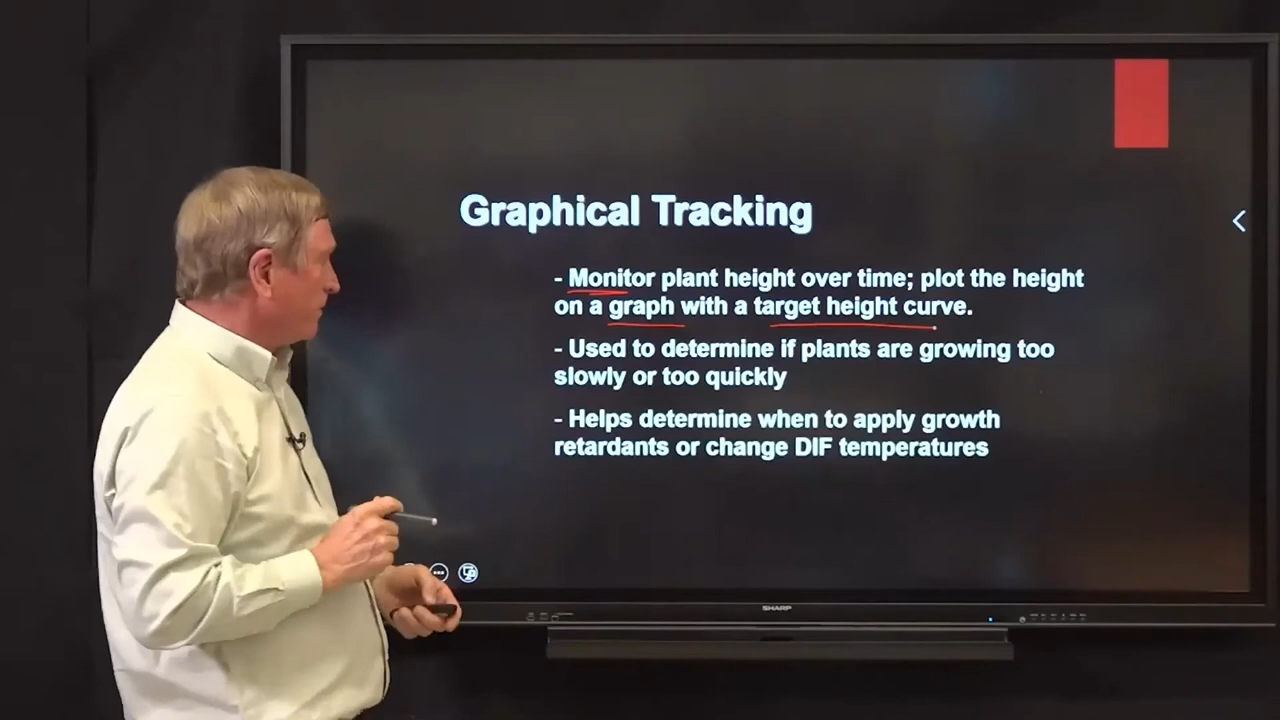 Graphical Tracking
- Monitor plant height over time; plot the height
on a graph with a target height curve.
- Used to determine if plants are growing too
slowly or too quickly
- Helps determine when to apply growth
retardants or change DIF temperatures
SHARP